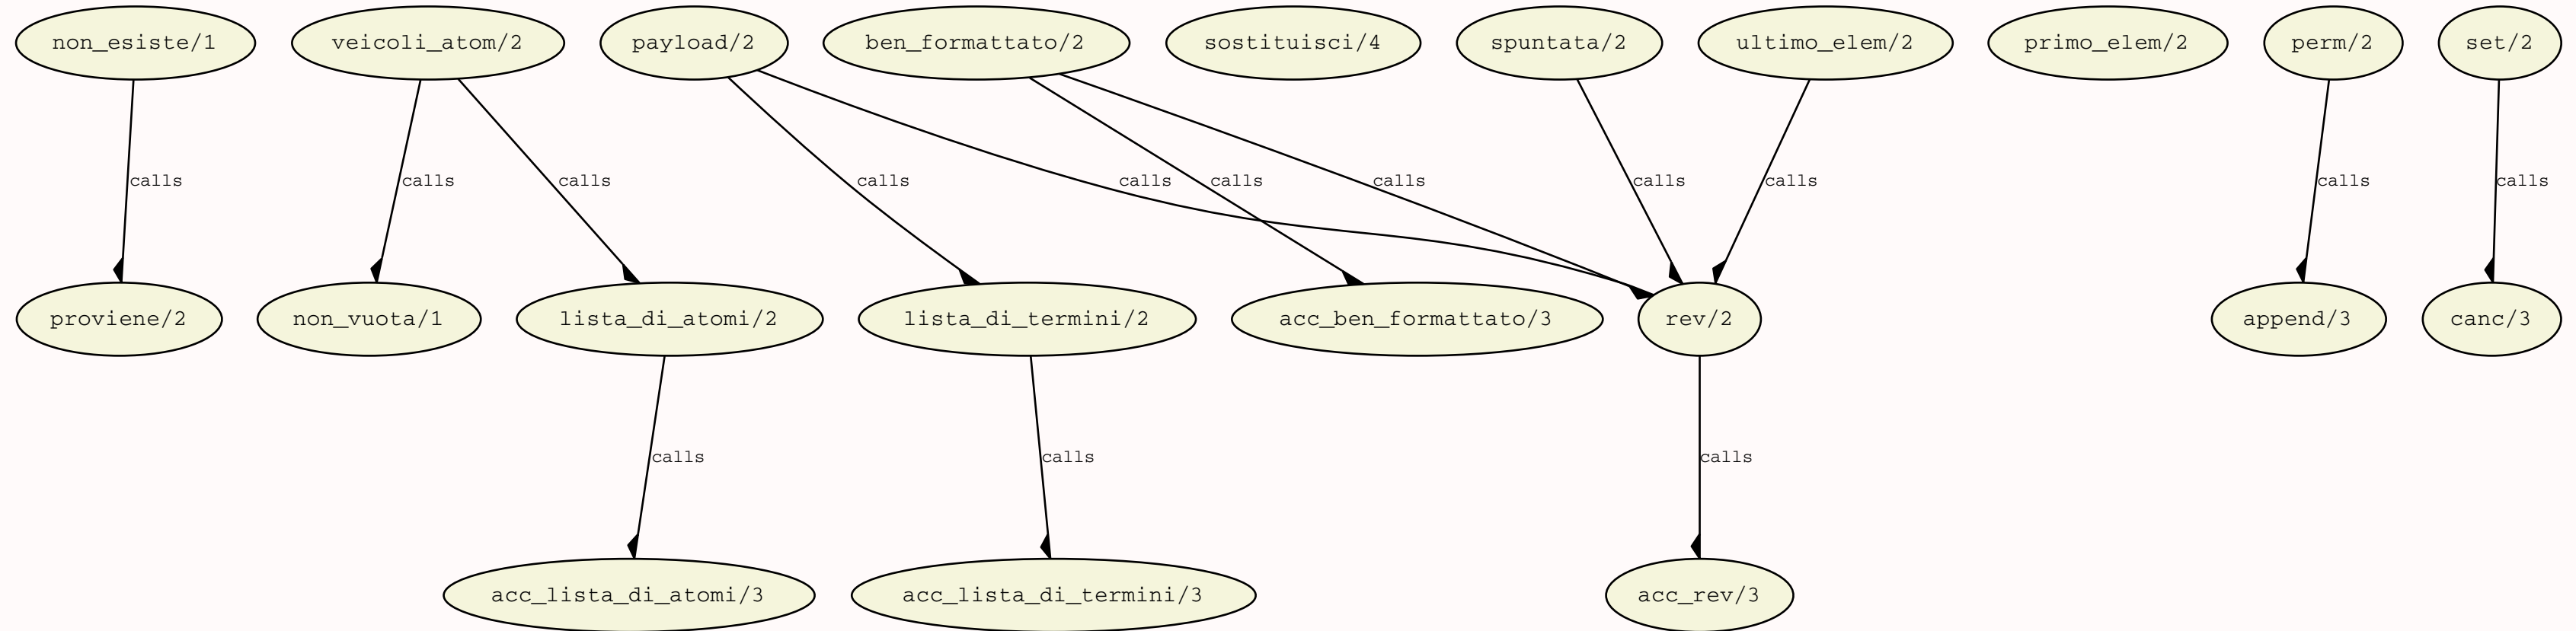 non_esiste/1
veicoli_atom/2
payload/2
ben_formattato/2
sostituisci/4
spuntata/2
ultimo_elem/2
primo_elem/2
perm/2
set/2
calls
calls
calls
calls
calls
calls
calls
calls
calls
calls
calls
proviene/2
non_vuota/1
lista_di_atomi/2
lista_di_termini/2
acc_ben_formattato/3
rev/2
append/3
canc/3
calls
calls
calls
acc_lista_di_atomi/3
acc_lista_di_termini/3
acc_rev/3